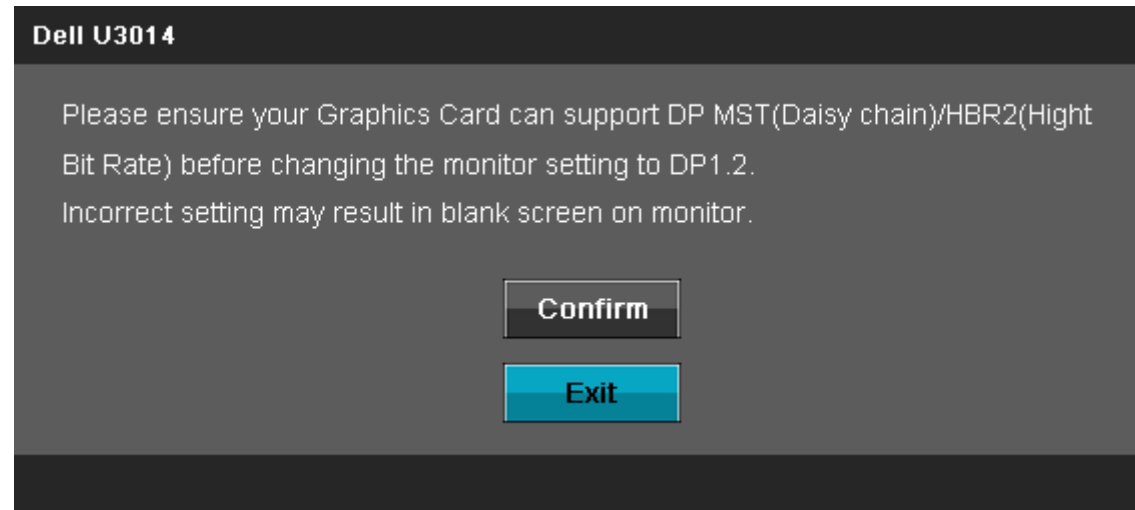 Dell U3014
Please ensure your Graphics Card can support DP MST(Daisy chain)/HBR2(Hight
Bit Rate) before changing the monitor setting to DP1.2.
Incorrect setting may result in blank screen on monitor.
Confirm
Exit